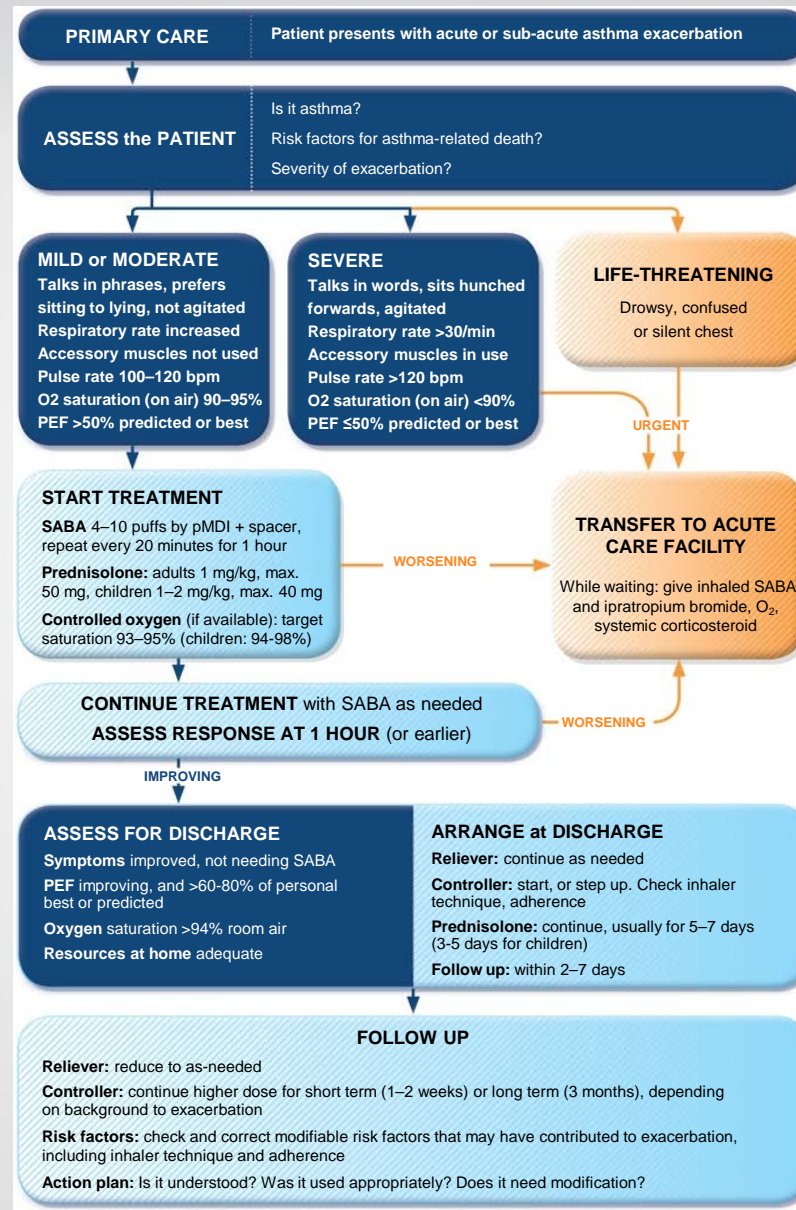 PRIMARY CARE
Patient presents with acute or sub-acute asthma exacerbation
ASSESS the PATIENT
Is it asthma?
Risk factors for asthma-related death?
Severity of exacerbation?
MILD or MODERATE
Talks in phrases, prefers
sitting to lying, not agitated
Respiratory rate increased
Accessory muscles not used
Pulse rate 100–120 bpm
O2 saturation (on air) 90–95%
PEF >50% predicted or best
SEVERE
Talks in words, sits hunched
forwards, agitated
Respiratory rate >30/min
Accessory muscles in use
Pulse rate >120 bpm
O2 saturation (on air) <90%
PEF ≤50% predicted or best
LIFE-THREATENING
Drowsy, confused
or silent chest
URGENT
START TREATMENT
SABA 4–10 puffs by pMDI + spacer,
repeat every 20 minutes for 1 hour
Prednisolone: adults 1 mg/kg, max.
50 mg, children 1–2 mg/kg, max. 40 mg
Controlled oxygen (if available): target
saturation 93–95% (children: 94-98%)
WORSENING
TRANSFER TO ACUTE
CARE FACILITY
While waiting: give inhaled SABA
and ipratropium bromide, O₂,
systemic corticosteroid
CONTINUE TREATMENT with SABA as needed
ASSESS RESPONSE AT 1 HOUR (or earlier)
WORSENING
IMPROVING
ASSESS FOR DISCHARGE
Symptoms improved, not needing SABA
PEF improving, and >60-80% of personal
best or predicted
Oxygen saturation >94% room air
Resources at home adequate
ARRANGE at DISCHARGE
Reliever: continue as needed
Controller: start, or step up. Check inhaler
technique, adherence
Prednisolone: continue, usually for 5–7 days
(3-5 days for children)
Follow up: within 2–7 days
FOLLOW UP
Reliever: reduce to as-needed
Controller: continue higher dose for short term (1–2 weeks) or long term (3 months), depending
on background to exacerbation
Risk factors: check and correct modifiable risk factors that may have contributed to exacerbation,
including inhaler technique and adherence
Action plan: Is it understood? Was it used appropriately? Does it need modification?